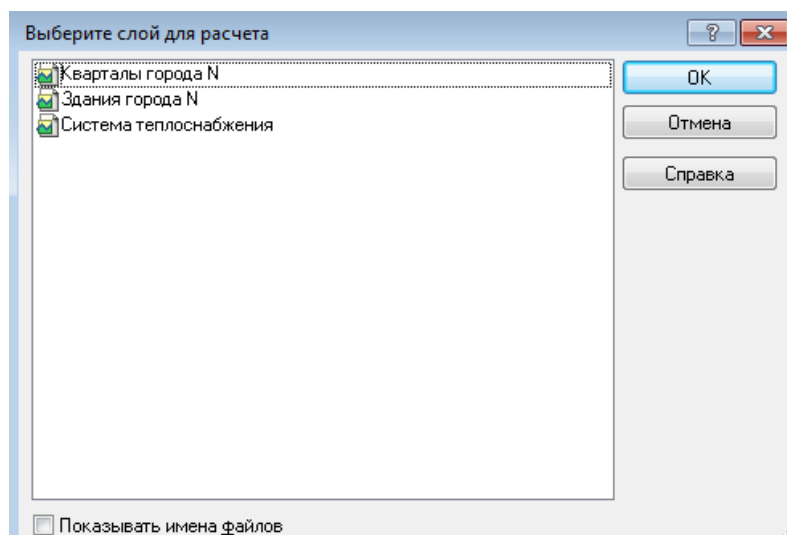 Выберите слой для расчета
Кварталы города N
Здания города N
Система теплоснабжения
OK
Отмена
Справка
Показывать имена файлов